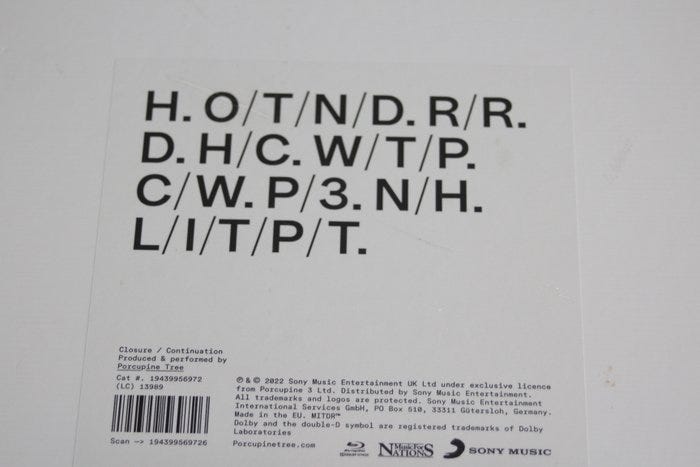 H. O/T/N/D. R/R.
D. H/C. W/T/P.
C/W. P/3. N/H.
L/I/T/P/T.
Closure / Continuation
Produced & performed by
Porcupine Tree
Cat #. 19439956972
(LC) 13989
Scan → 194399569726
℗ & © 2022 Sony Music Entertainment UK Ltd under exclusive licence
from Porcupine 3 Ltd. Distributed by Sony Music Entertainment.
All trademarks and logos are protected. Sony Music Entertainment
International Services GmbH, PO Box 510, 33311 Gütersloh, Germany.
Made in the EU. MITDR™
Dolby and the double-D symbol are registered trademarks of Dolby
Laboratories
Porcupinetree.com
Music For
NATIONS
SONY MUSIC